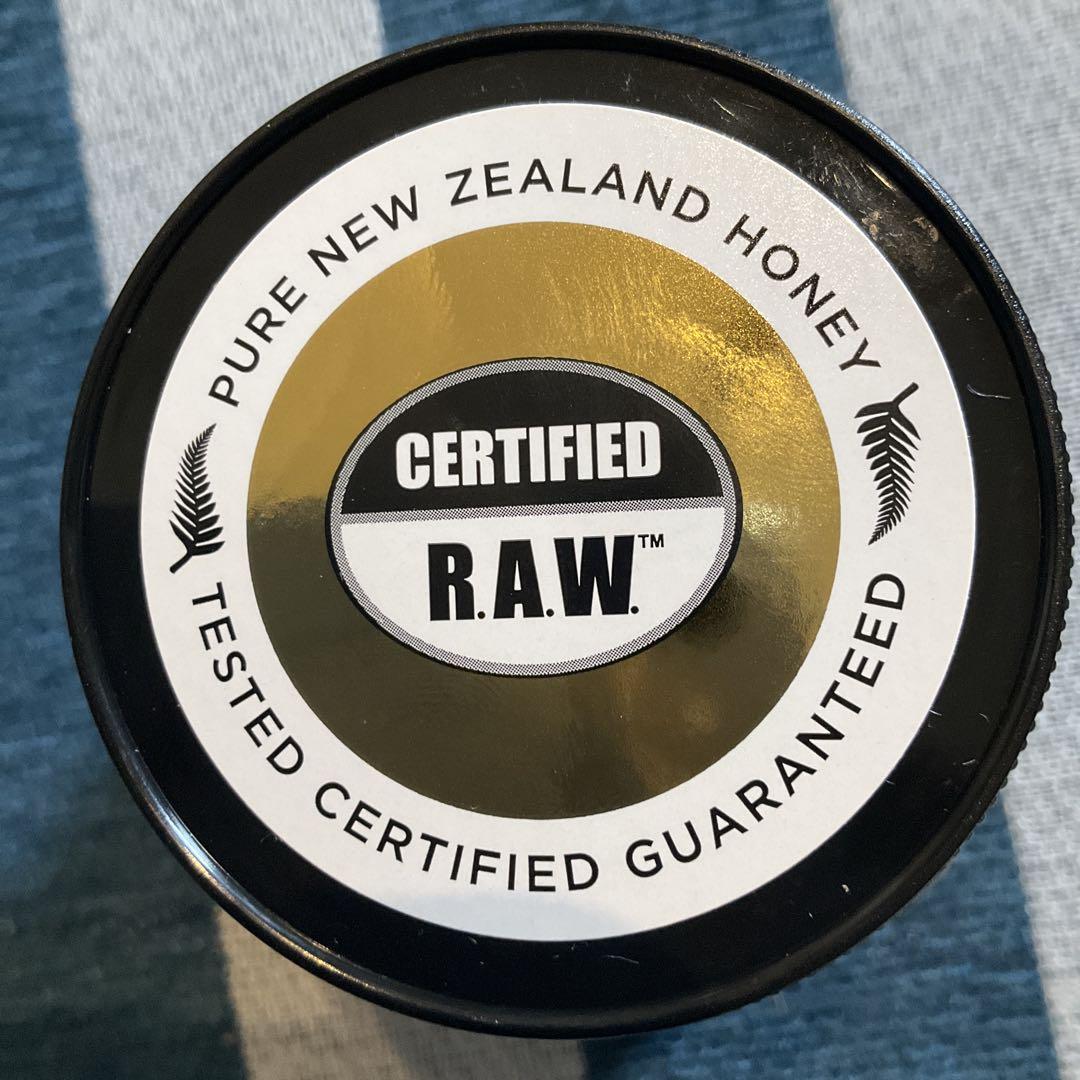 PURE NEW ZEALAND HONEY
CERTIFIED
R.A.W.™
TESTED CERTIFIED GUARANTEED